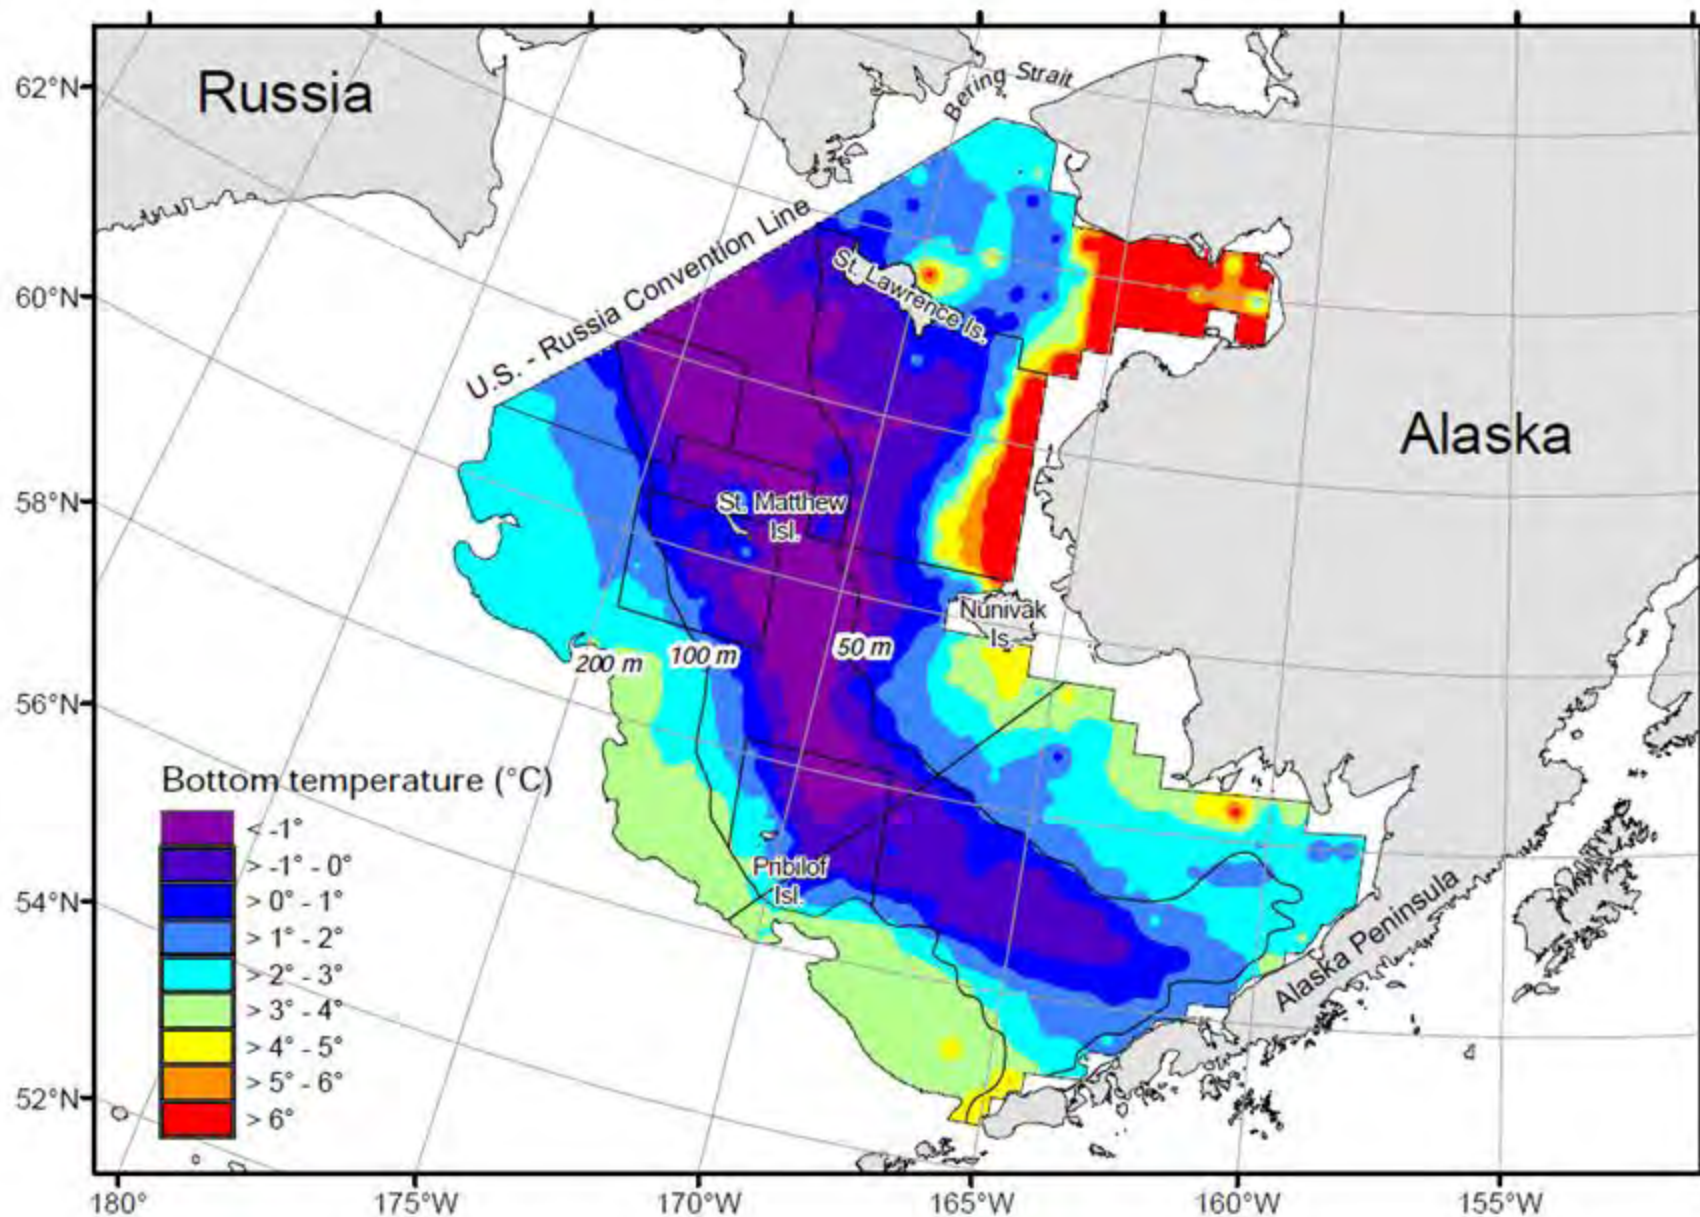 Russia
Bering Strait
62°N
U.S. - Russia Convention Line
St. Lawrence Is.
60°N
Alaska
58°N
St. Matthew
Isl.
Nunivak
Is.
200 m
100 m
50 m
56°N
Bottom temperature (°C)
< -1°
> -1° - 0°
> 0° - 1°
> 1° - 2°
> 2° - 3°
> 3° - 4°
> 4° - 5°
> 5° - 6°
> 6°
Pribilof
Isl.
54°N
Alaska Peninsula
52°N
180°
175°W
170°W
165°W
160°W
155°W